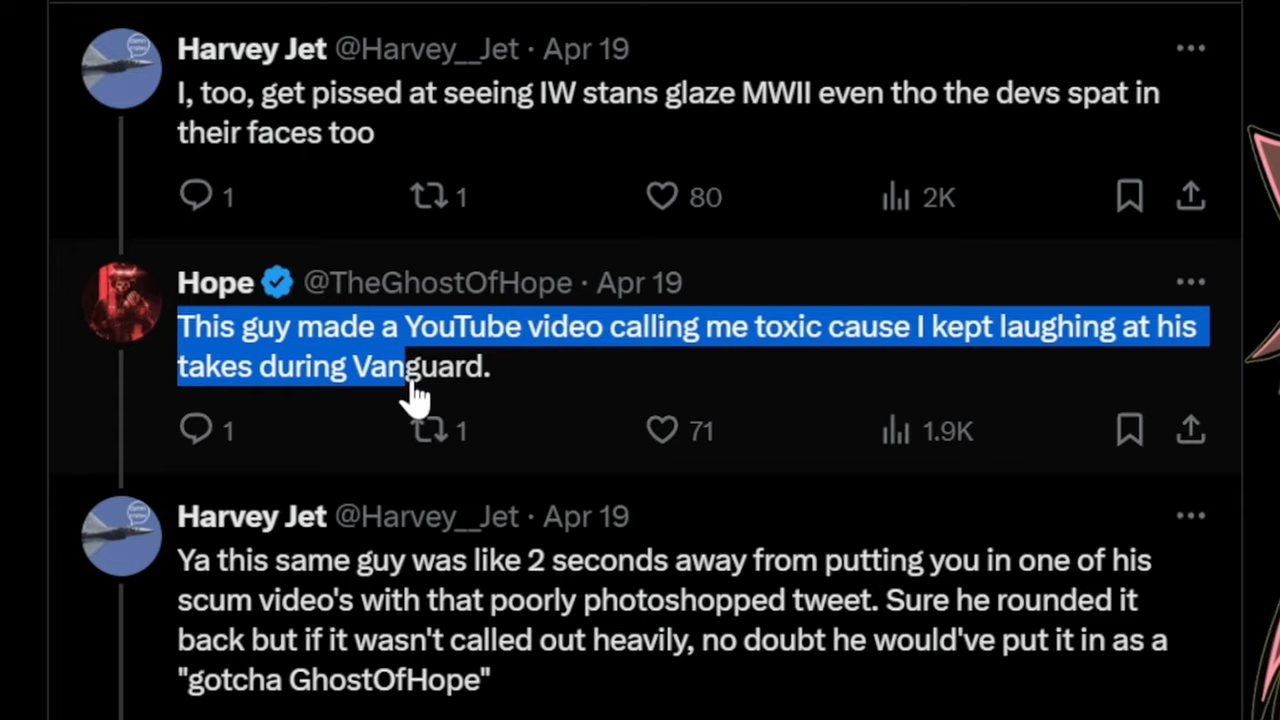 Harvey Jet @Harvey__Jet · Apr 19
I, too, get pissed at seeing IW stans glaze MWII even tho the devs spat in
their faces too
1 1 80 2K
Hope @TheGhostOfHope · Apr 19
This guy made a YouTube video calling me toxic cause I kept laughing at his
takes during Vanguard.
1 1 71 1.9K
Harvey Jet @Harvey__Jet · Apr 19
Ya this same guy was like 2 seconds away from putting you in one of his
scum video's with that poorly photoshopped tweet. Sure he rounded it
back but if it wasn't called out heavily, no doubt he would've put it in as a
"gotcha GhostOfHope"